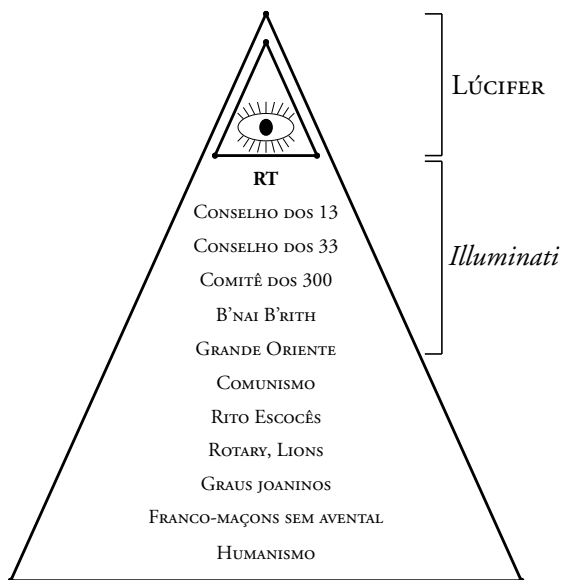 Lúcifer
RT
Conselho dos 13
Conselho dos 33
Illuminati
Comitê dos 300
B'nai B'rith
Grande Oriente
Comunismo
Rito Escocês
Rotary, Lions
Graus joaninos
Franco-maçons sem avental
Humanismo